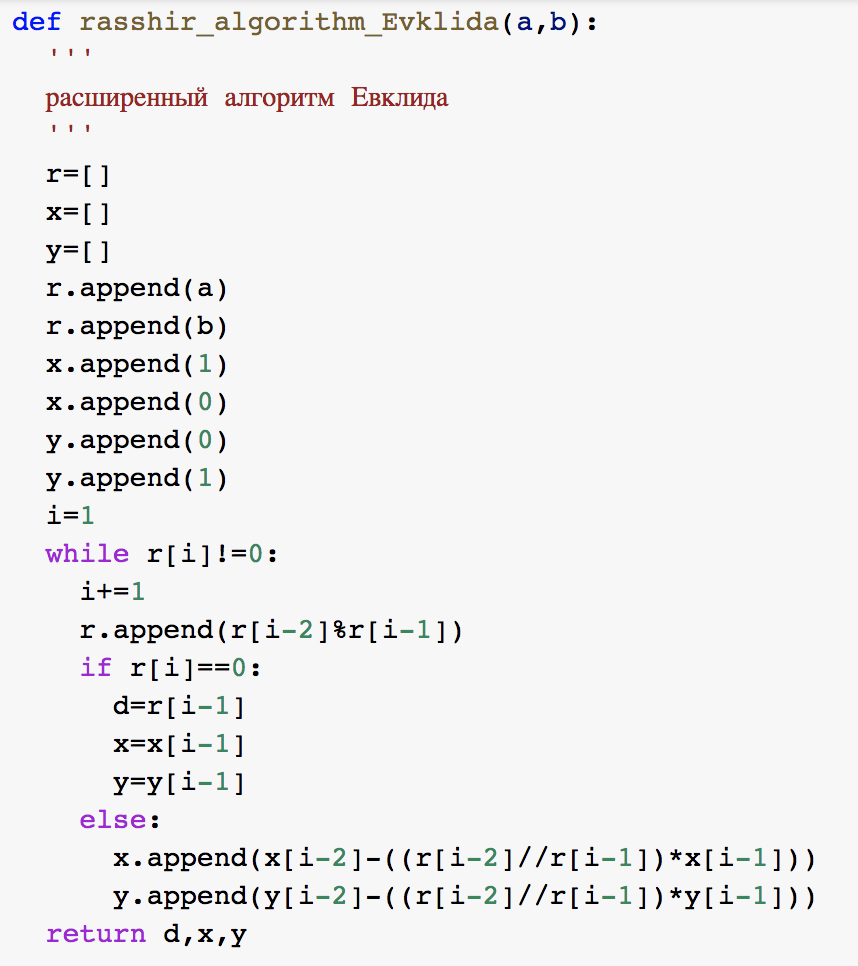 def rasshir_algorithm_Evklida(a,b):
  '''
  расширенный алгоритм Евклида
  '''
  r=[]
  x=[]
  y=[]
  r.append(a)
  r.append(b)
  x.append(1)
  x.append(0)
  y.append(0)
  y.append(1)
  i=1
  while r[i]!=0:
    i+=1
    r.append(r[i-2]%r[i-1])
    if r[i]==0:
      d=r[i-1]
      x=x[i-1]
      y=y[i-1]
    else:
      x.append(x[i-2]-((r[i-2]//r[i-1])*x[i-1]))
      y.append(y[i-2]-((r[i-2]//r[i-1])*y[i-1]))
  return d,x,y